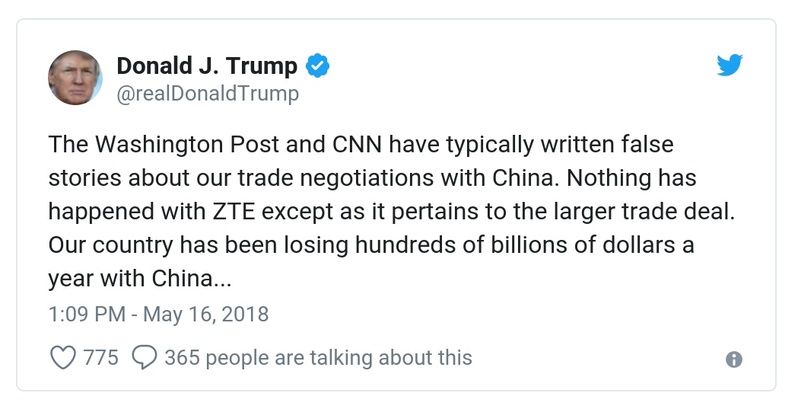 Donald J. Trump
@realDonaldTrump
The Washington Post and CNN have typically written false
stories about our trade negotiations with China. Nothing has
happened with ZTE except as it pertains to the larger trade deal.
Our country has been losing hundreds of billions of dollars a
year with China...
1:09 PM - May 16, 2018
775 365 people are talking about this